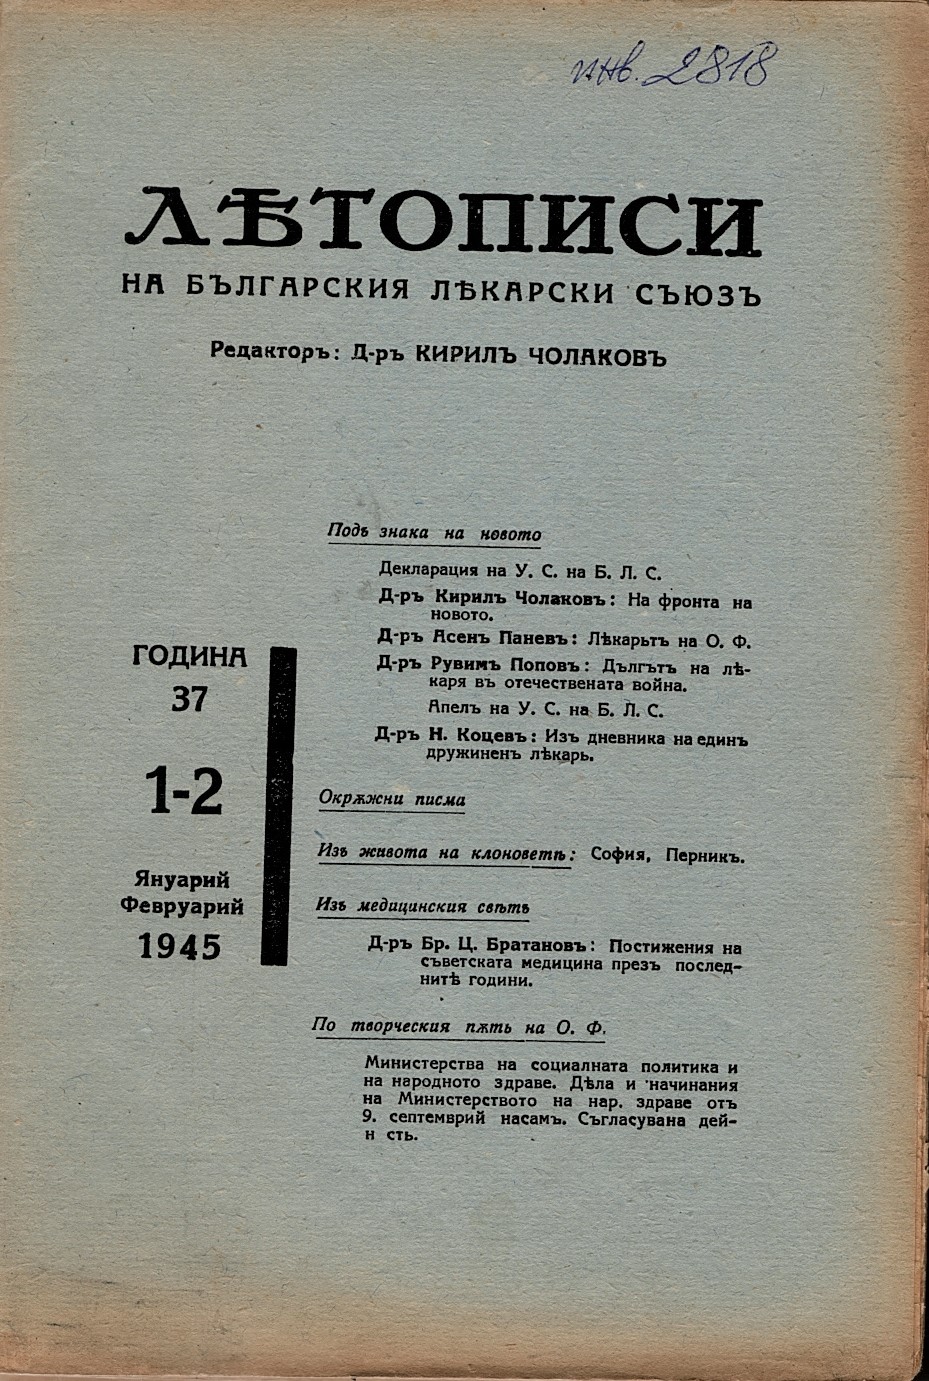 инв. 2818
ЛѢТОПИСИ
НА БЪЛГАРСКИЯ ЛѢКАРСКИ СЪЮЗЪ
Редакторъ: Д-ръ КИРИЛЪ ЧОЛАКОВЪ
Подъ знака на новото
Декларация на У. С. на Б. Л. С.
Д-ръ Кирилъ Чолаковъ: На фронта на
новото.
Д-ръ Асенъ Паневъ: Лѣкарьтъ на О. Ф.
Д-ръ Рувимъ Поповъ: Дългътъ на лѣ-
каря въ отечествената война.
Апелъ на У. С. на Б. Л. С.
Д-ръ Н. Коцевъ: Изъ дневника на единъ
дружиненъ лѣкарь.
Окрѫжни писма
Изъ живота на клоноветѣ: София, Перник.
Изъ медицинския свѣтъ
Д-ръ Бр. Ц. Братановъ: Постижения на
съветската медицина презъ послед-
нитѣ години.
По творческия пѫть на О. Ф.
Министерства на социалната политика и
на народното здраве. Дѣла и начинания
на Министерството на нар. здраве отъ
9. септемврий насамъ. Съгласувана дей-
н сть.
ГОДИНА
37
1-2
Януарий
Февруарий
1945